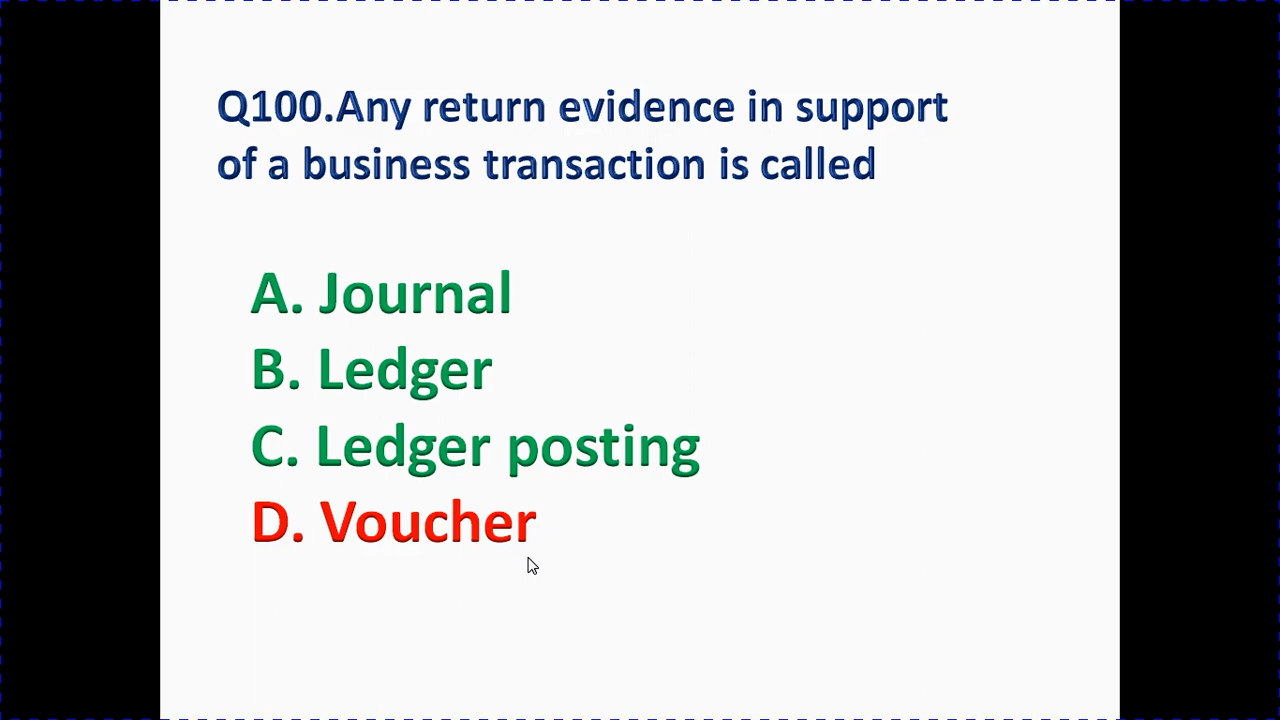 Q100.Any return evidence in support
of a business transaction is called
A. Journal
B. Ledger
C. Ledger posting
D. Voucher